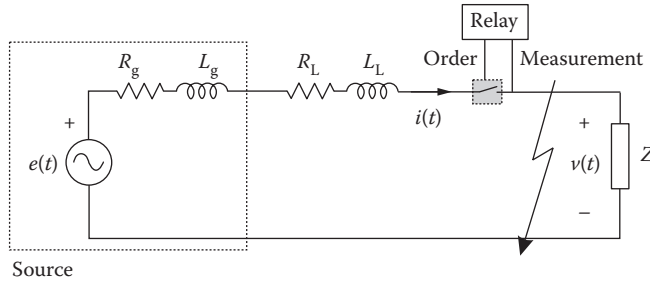 Relay
Order
Measurement
R_g
L_g
R_L
L_L
i(t)
+
e(t)
+
v(t)
−
Z
Source